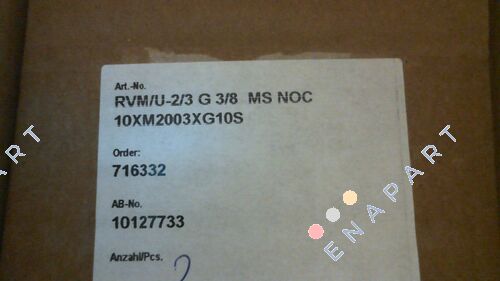 Art.-No.
RVM/U-2/3 G 3/8 MS NOC
10XM2003XG10S
Order:
716332
AB-No.
10127733
Anzahl/Pcs.
2
ENAPART